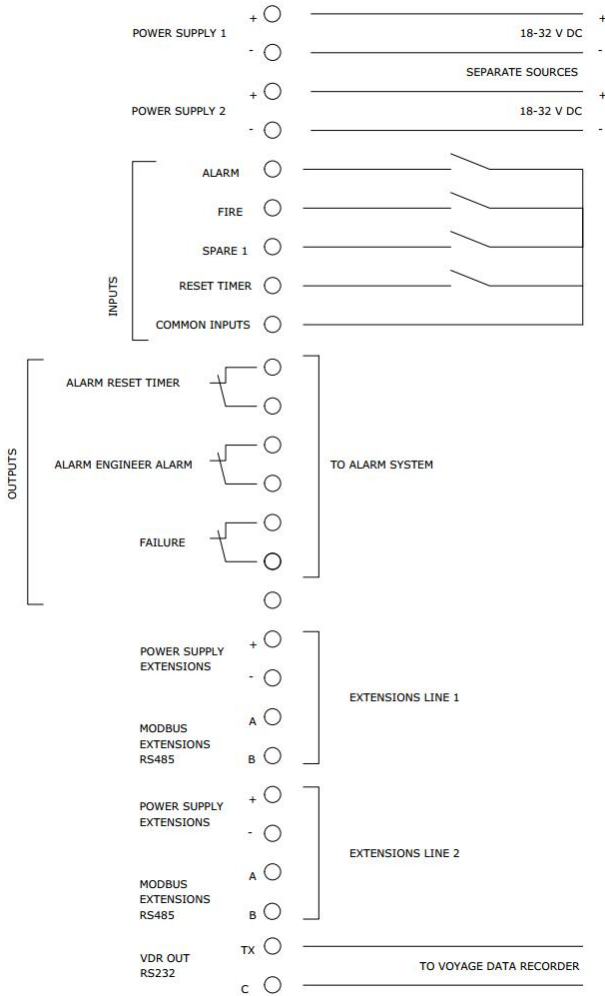 + +
POWER SUPPLY 1 18-32 V DC
- -
SEPARATE SOURCES
+ +
POWER SUPPLY 2 18-32 V DC
- -
INPUTS
ALARM
FIRE
SPARE 1
RESET TIMER
COMMON INPUTS
OUTPUTS
ALARM RESET TIMER
ALARM ENGINEER ALARM
TO ALARM SYSTEM
FAILURE
+
POWER SUPPLY
EXTENSIONS
-
EXTENSIONS LINE 1
A
MODBUS
EXTENSIONS
RS485
B
+
POWER SUPPLY
EXTENSIONS
-
EXTENSIONS LINE 2
A
MODBUS
EXTENSIONS
RS485
B
TX
VDR OUT
RS232
TO VOYAGE DATA RECORDER
C